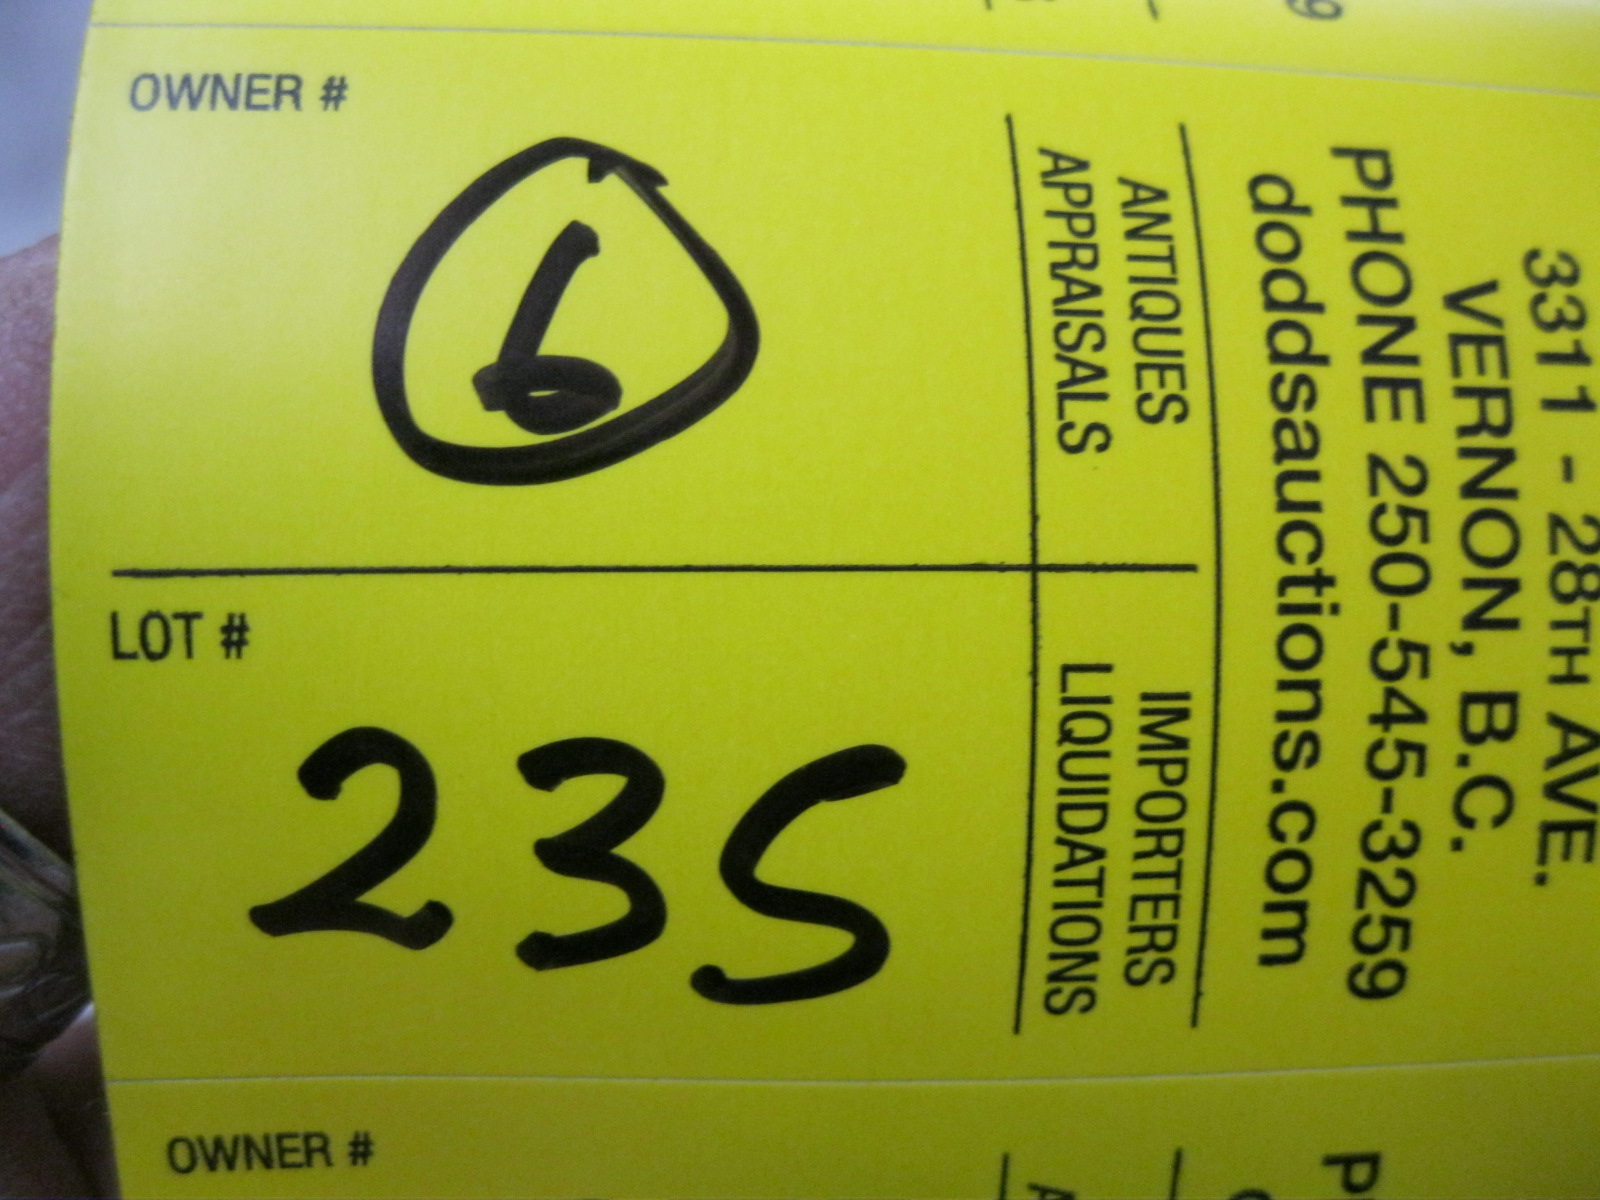 3311 - 28TH AVE.
VERNON, B.C.
PHONE 250-545-3259
doddsauctions.com
ANTIQUES
APPRAISALS
IMPORTERS
LIQUIDATIONS
OWNER #
6
LOT #
235
OWNER #